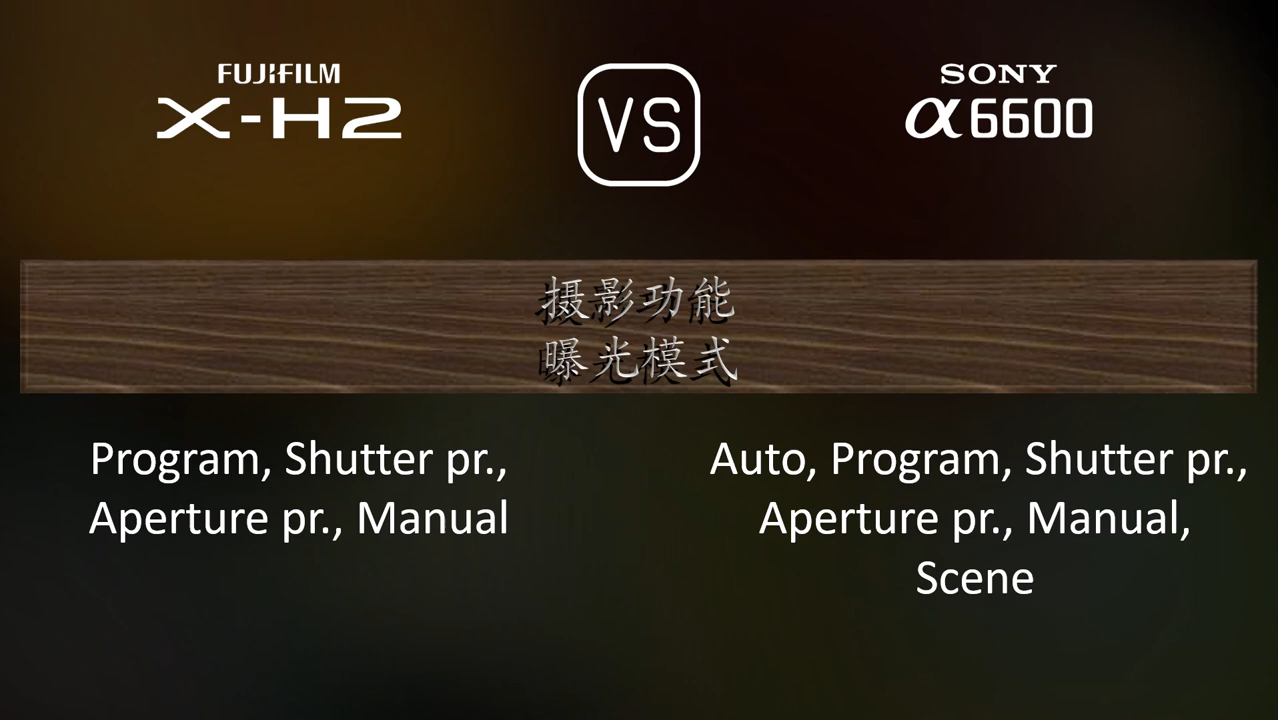 FUJIFILM
X-H2
VS
SONY
α6600
摄影功能
曝光模式
Program, Shutter pr.,
Aperture pr., Manual
Auto, Program, Shutter pr.,
Aperture pr., Manual,
Scene